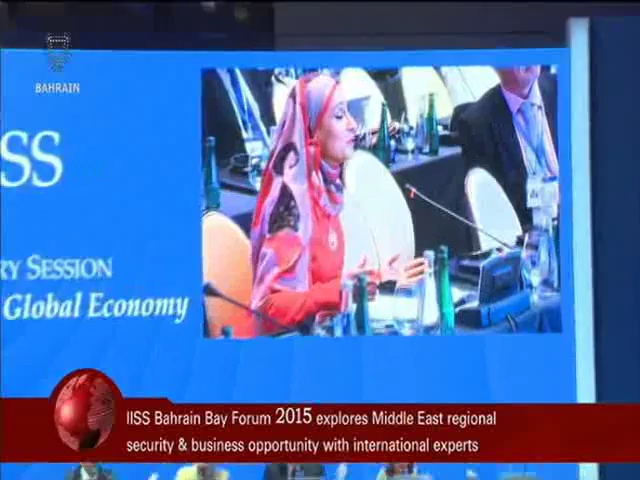 BAHRAIN
ISS
RY SESSION
Global Economy
IISS Bahrain Bay Forum 2015 explores Middle East regional
security & business opportunity with international experts